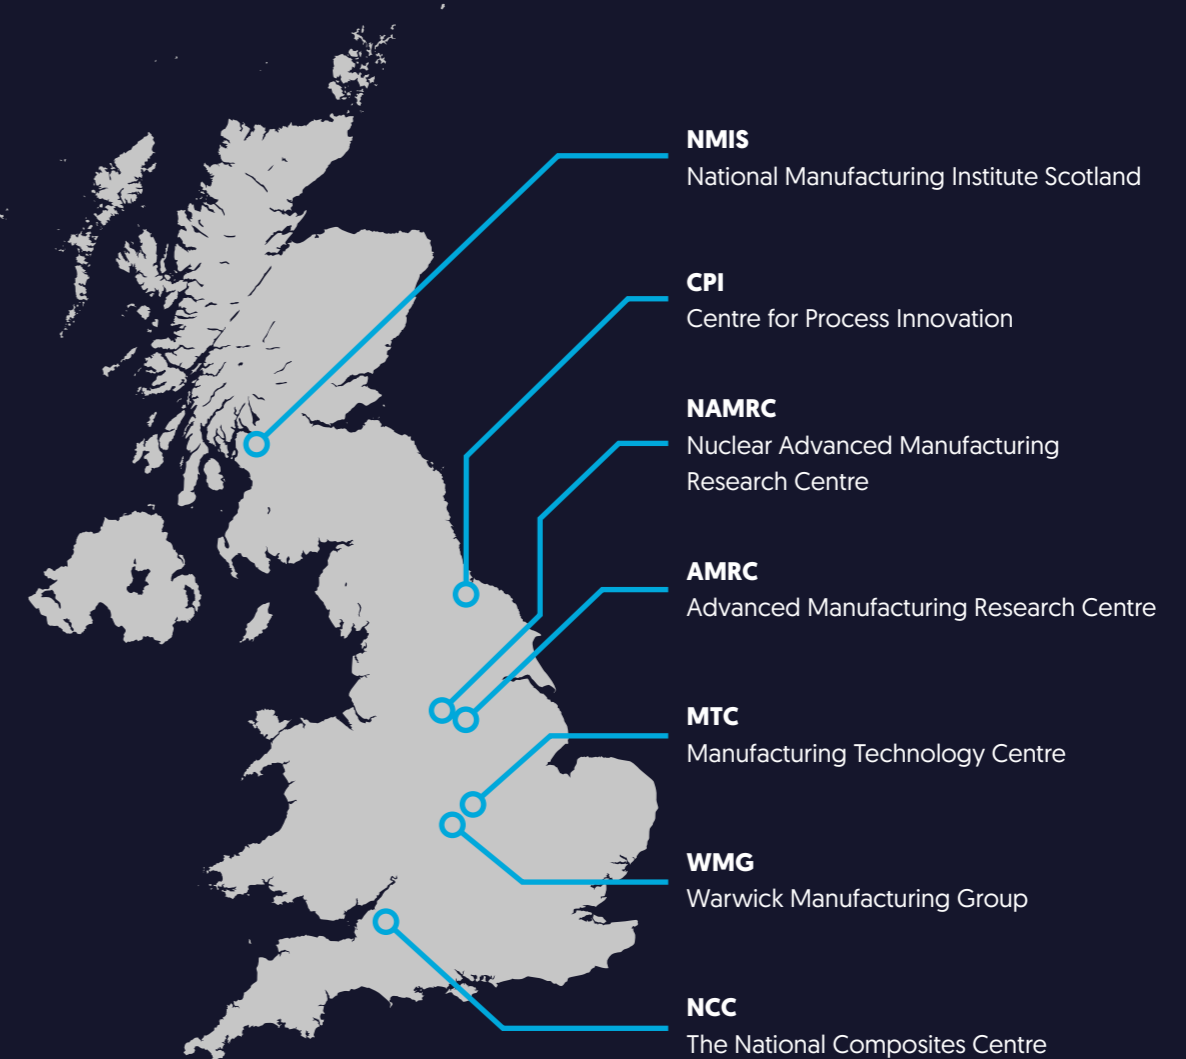 NMIS
National Manufacturing Institute Scotland
CPI
Centre for Process Innovation
NAMRC
Nuclear Advanced Manufacturing
Research Centre
AMRC
Advanced Manufacturing Research Centre
MTC
Manufacturing Technology Centre
WMG
Warwick Manufacturing Group
NCC
The National Composites Centre